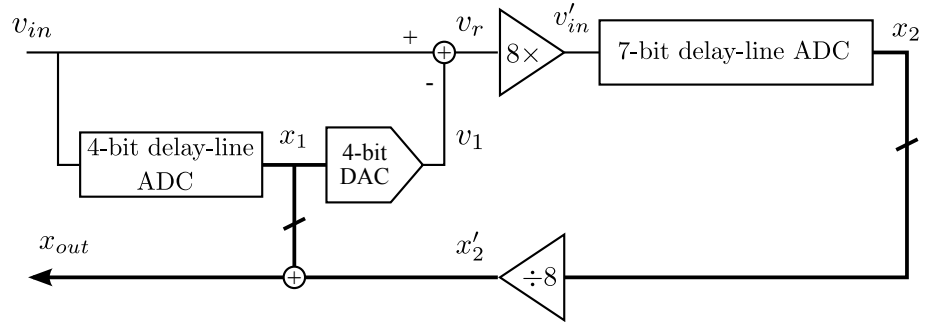 v_in + v_r 8× v'_in 7-bit delay-line ADC x_2
-
4-bit delay-line
ADC
x_1
4-bit
DAC
v_1
x_out + x'_2 ÷8
+